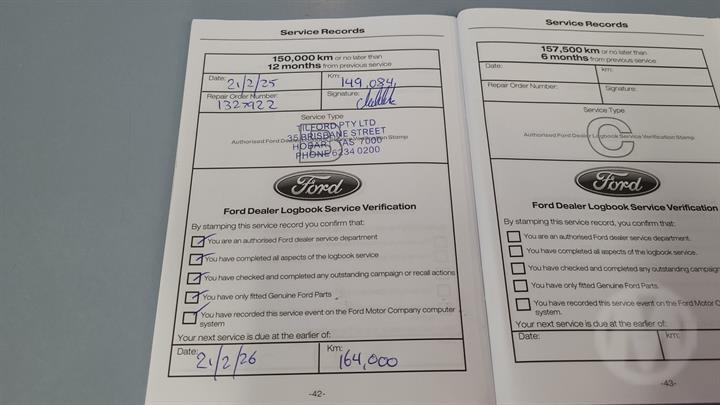 Service Records
150,000 km or no later than
12 months from previous service
Date: 21/2/25
Km: 149,084
Repair Order Number: 1327922
Signature:
Service Type
TILFORD PTY LTD
35 BRISBANE STREET
Authorised Ford Dealer Logbook Service Verification Stamp
HOBART TAS 7000
PHONE 6234 0200
Ford
Ford Dealer Logbook Service Verification
By stamping this service record you confirm that:
You are an authorised Ford dealer service department
You have completed all aspects of the logbook service
You have checked and completed any outstanding campaign or recall actions
You have only fitted Genuine Ford Parts
You have recorded this service event on the Ford Motor Company computer
system
Your next service is due at the earlier of:
Date: 21/2/26
Km: 164,000
-42-
Service Records
157,500 km or no later than
6 months from previous service
Date:
km:
Repair Order Number:
Signature:
Service Type
C
Authorised Ford Dealer Logbook Service Verification Stamp
Ford
Ford Dealer Logbook Service Verification
By stamping this service record, you confirm that:
You are an authorised Ford dealer service department.
You have completed all aspects of the logbook service.
You have checked and completed any outstanding campaign
You have only fitted Genuine Ford Parts.
You have recorded this service event on the Ford Motor C
system.
Your next service is due at the earlier of:
Date:
km:
-43-